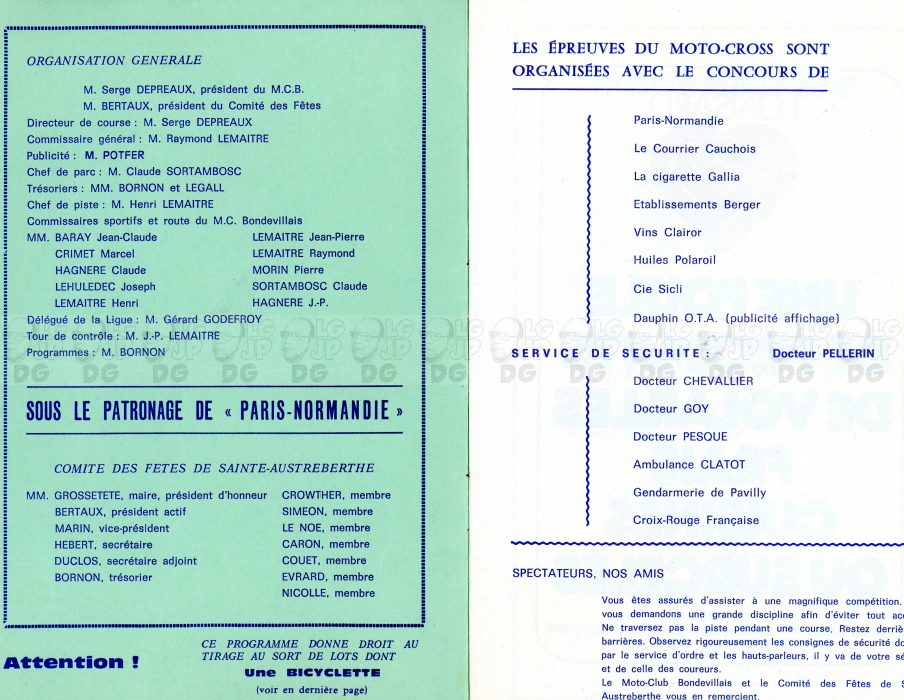 ORGANISATION GENERALE
M. Serge DEPREAUX, président du M.C.B.
M. BERTAUX, président du Comité des Fêtes
Directeur de course : M. Serge DEPREAUX
Commissaire général : M. Raymond LEMAITRE
Publicité : M. POTFER
Chef de parc : M. Claude SORTAMBOSC
Trésoriers : MM. BORNON et LEGALL
Chef de piste : M. Henri LEMAITRE
Commissaires sportifs et route du M.C. Bondevillais
MM. BARAY Jean-Claude LEMAITRE Jean-Pierre
CRIMET Marcel LEMAITRE Raymond
HAGNERE Claude MORIN Pierre
LEHULEDEC Joseph SORTAMBOSC Claude
LEMAITRE Henri HAGNERE J.-P.
Délégué de la Ligue : M. Gérard GODEFROY
Tour de contrôle : M. J.-P. LEMAITRE
Programmes : M. BORNON
SOUS LE PATRONAGE DE « PARIS-NORMANDIE »
COMITE DES FETES DE SAINTE-AUSTREBERTHE
MM. GROSSETETE, maire, président d'honneur CROWTHER, membre
BERTAUX, président actif SIMEON, membre
MARIN, vice-président LE NOE, membre
HEBERT, secrétaire CARON, membre
DUCLOS, secrétaire adjoint COUET, membre
BORNON, trésorier EVRARD, membre
NICOLLE, membre
Attention !
CE PROGRAMME DONNE DROIT AU
TIRAGE AU SORT DE LOTS DONT
Une BICYCLETTE
(voir en dernière page)
LES ÉPREUVES DU MOTO-CROSS SONT
ORGANISÉES AVEC LE CONCOURS DE
Paris-Normandie
Le Courrier Cauchois
La cigarette Gallia
Etablissements Berger
Vins Clairor
Huiles Polaroil
Cie Sicli
Dauphin O.T.A. (publicité affichage)
SERVICE DE SECURITE : Docteur PELLERIN
Docteur CHEVALLIER
Docteur GOY
Docteur PESQUE
Ambulance CLATOT
Gendarmerie de Pavilly
Croix-Rouge Française
SPECTATEURS, NOS AMIS
Vous êtes assurés d'assister à une magnifique compétition.
vous demandons une grande discipline afin d'éviter tout
Ne traversez pas la piste pendant une course. Restez
barrières. Observez rigoureusement les consignes de sécurité
par le service d'ordre et les hauts-parleurs, il y va de votre
et de celle des coureurs.
Le Moto-Club Bondevillais et le Comité des Fêtes de
Austreberthe vous en remercient.